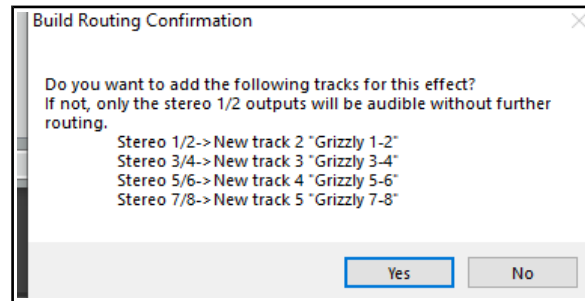 Build Routing Confirmation
Do you want to add the following tracks for this effect?
If not, only the stereo 1/2 outputs will be audible without further
routing.
Stereo 1/2->New track 2 "Grizzly 1-2"
Stereo 3/4->New track 3 "Grizzly 3-4"
Stereo 5/6->New track 4 "Grizzly 5-6"
Stereo 7/8->New track 5 "Grizzly 7-8"
Yes No